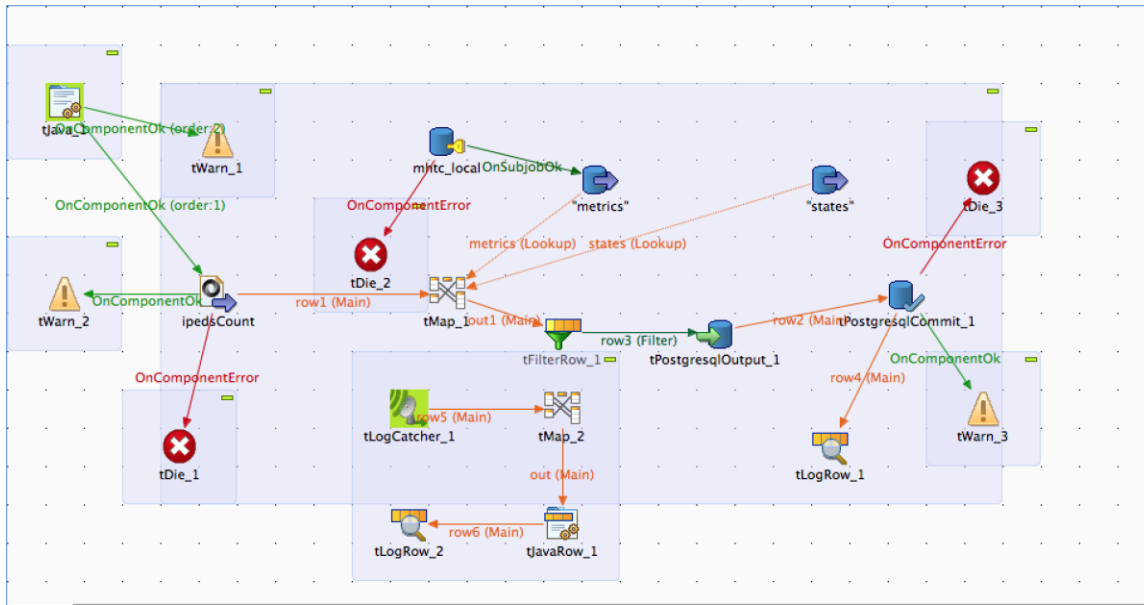 tJava_1
OnComponentOk (order:2)
tWarn_1
mhtc_local
OnSubjobOk
"metrics"
"states"
tDie_3
OnComponentOk (order:1)
OnComponentError
metrics (Lookup)
states (Lookup)
OnComponentError
tDie_2
OnComponentOk
tWarn_2
ipedsCount
row1 (Main)
tMap_1
out1 (Main)
row3 (Filter)
row2 (Main)
tPostgresqlCommit_1
tFilterRow_1
tPostgresqlOutput_1
OnComponentOk
OnComponentError
row4 (Main)
tLogCatcher_1
row5 (Main)
tMap_2
tWarn_3
tDie_1
out (Main)
tLogRow_1
row6 (Main)
tLogRow_2
tJavaRow_1